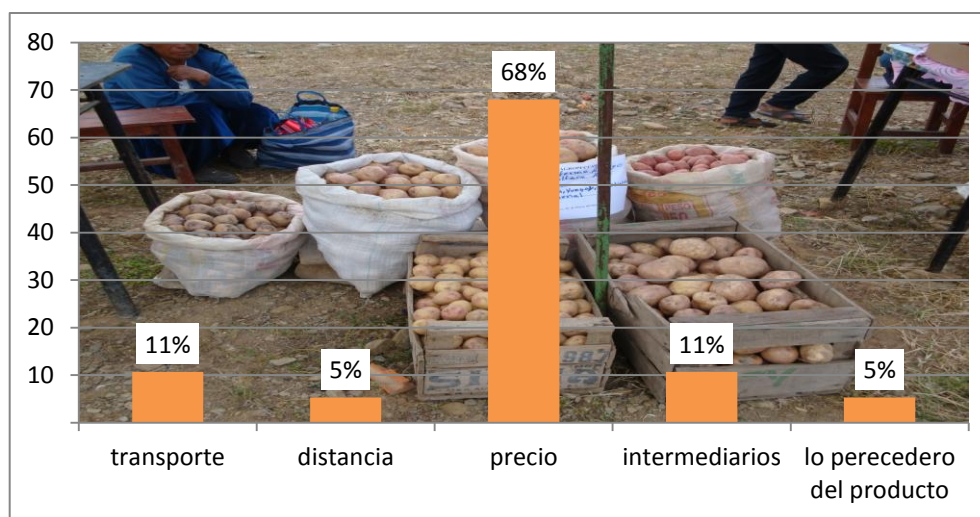 80
70
60
50
40
30
20
10
68%
11%
5%
11%
5%
transporte
distancia
precio
intermediarios
lo perecedero
del producto